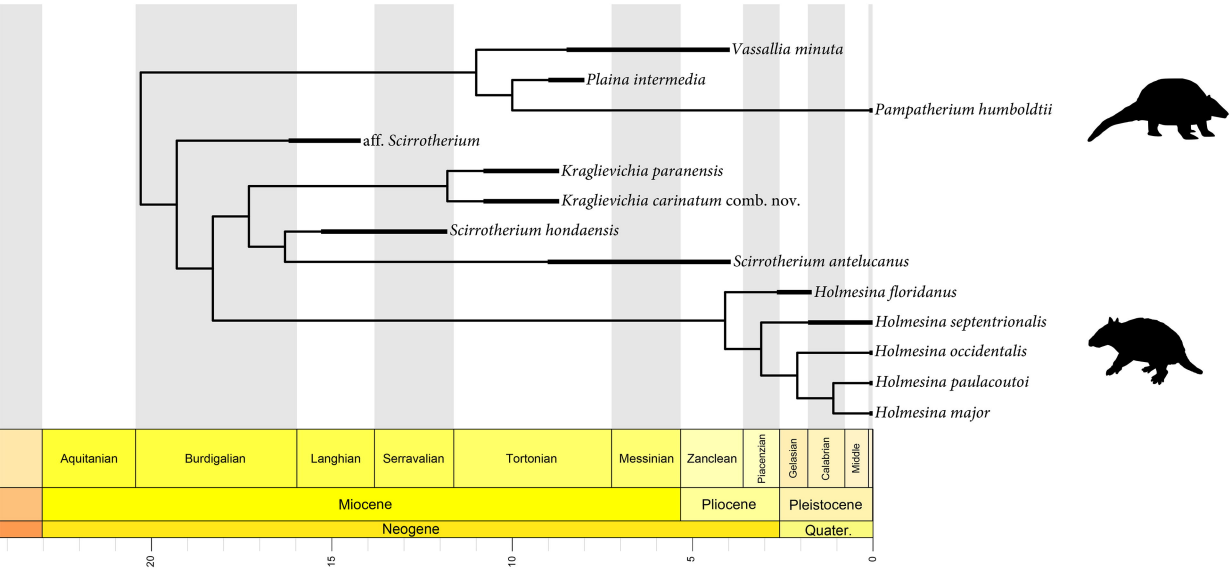 Vassallia minuta
Plaina intermedia
Pampatherium humboldtii
aff. Scirrotherium
Kraglievichia paranensis
Kraglievichia carinatum comb. nov.
Scirrotherium hondaensis
Scirrotherium antelucanus
Holmesina floridanus
Holmesina septentrionalis
Holmesina occidentalis
Holmesina paulacoutoi
Holmesina major
Aquitanian Burdigalian Langhian Serravalian Tortonian Messinian Zanclean Piacenzian Gelasian Calabrian Middle
Miocene Pliocene Pleistocene
Neogene Quater.
20 15 10 5 0